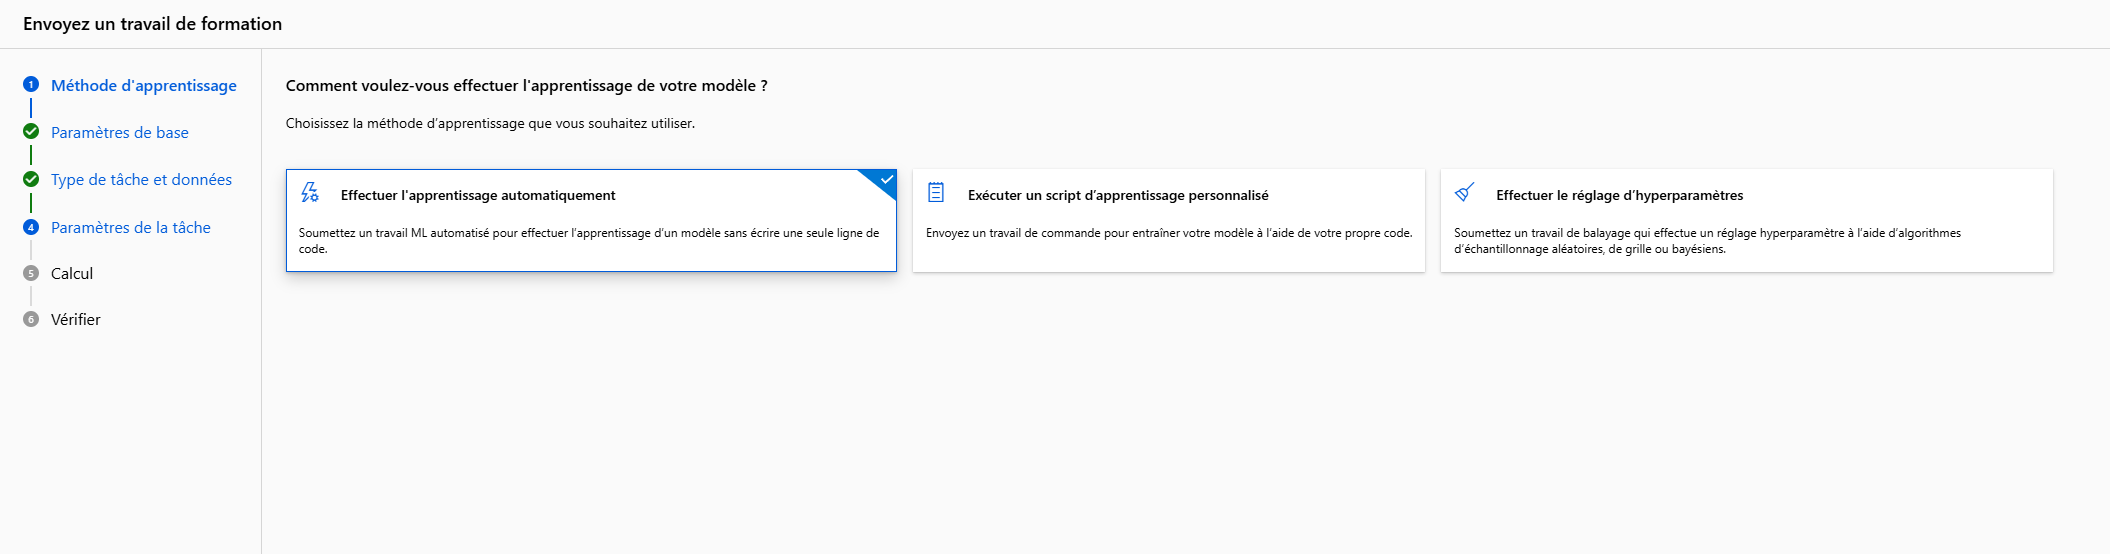 Envoyez un travail de formation
1 Méthode d'apprentissage
Paramètres de base
Type de tâche et données
4 Paramètres de la tâche
5 Calcul
6 Vérifier
Comment voulez-vous effectuer l'apprentissage de votre modèle ?
Choisissez la méthode d’apprentissage que vous souhaitez utiliser.
Effectuer l'apprentissage automatiquement
Soumettez un travail ML automatisé pour effectuer l’apprentissage d’un modèle sans écrire une seule ligne de
code.
Exécuter un script d’apprentissage personnalisé
Envoyez un travail de commande pour entraîner votre modèle à l’aide de votre propre code.
Effectuer le réglage d’hyperparamètres
Soumettez un travail de balayage qui effectue un réglage hyperparamètre à l’aide d’algorithmes
d’échantillonnage aléatoires, de grille ou bayésiens.